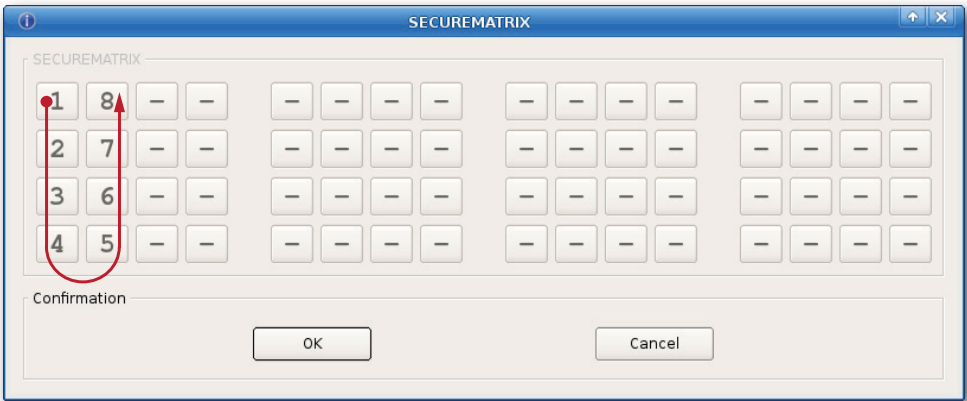 SECUREMATRIX
SECUREMATRIX
1 8 – – – – – – – – – – – – – –
2 7 – – – – – – – – – – – – – –
3 6 – – – – – – – – – – – – – –
4 5 – – – – – – – – – – – – – –
Confirmation
OK Cancel